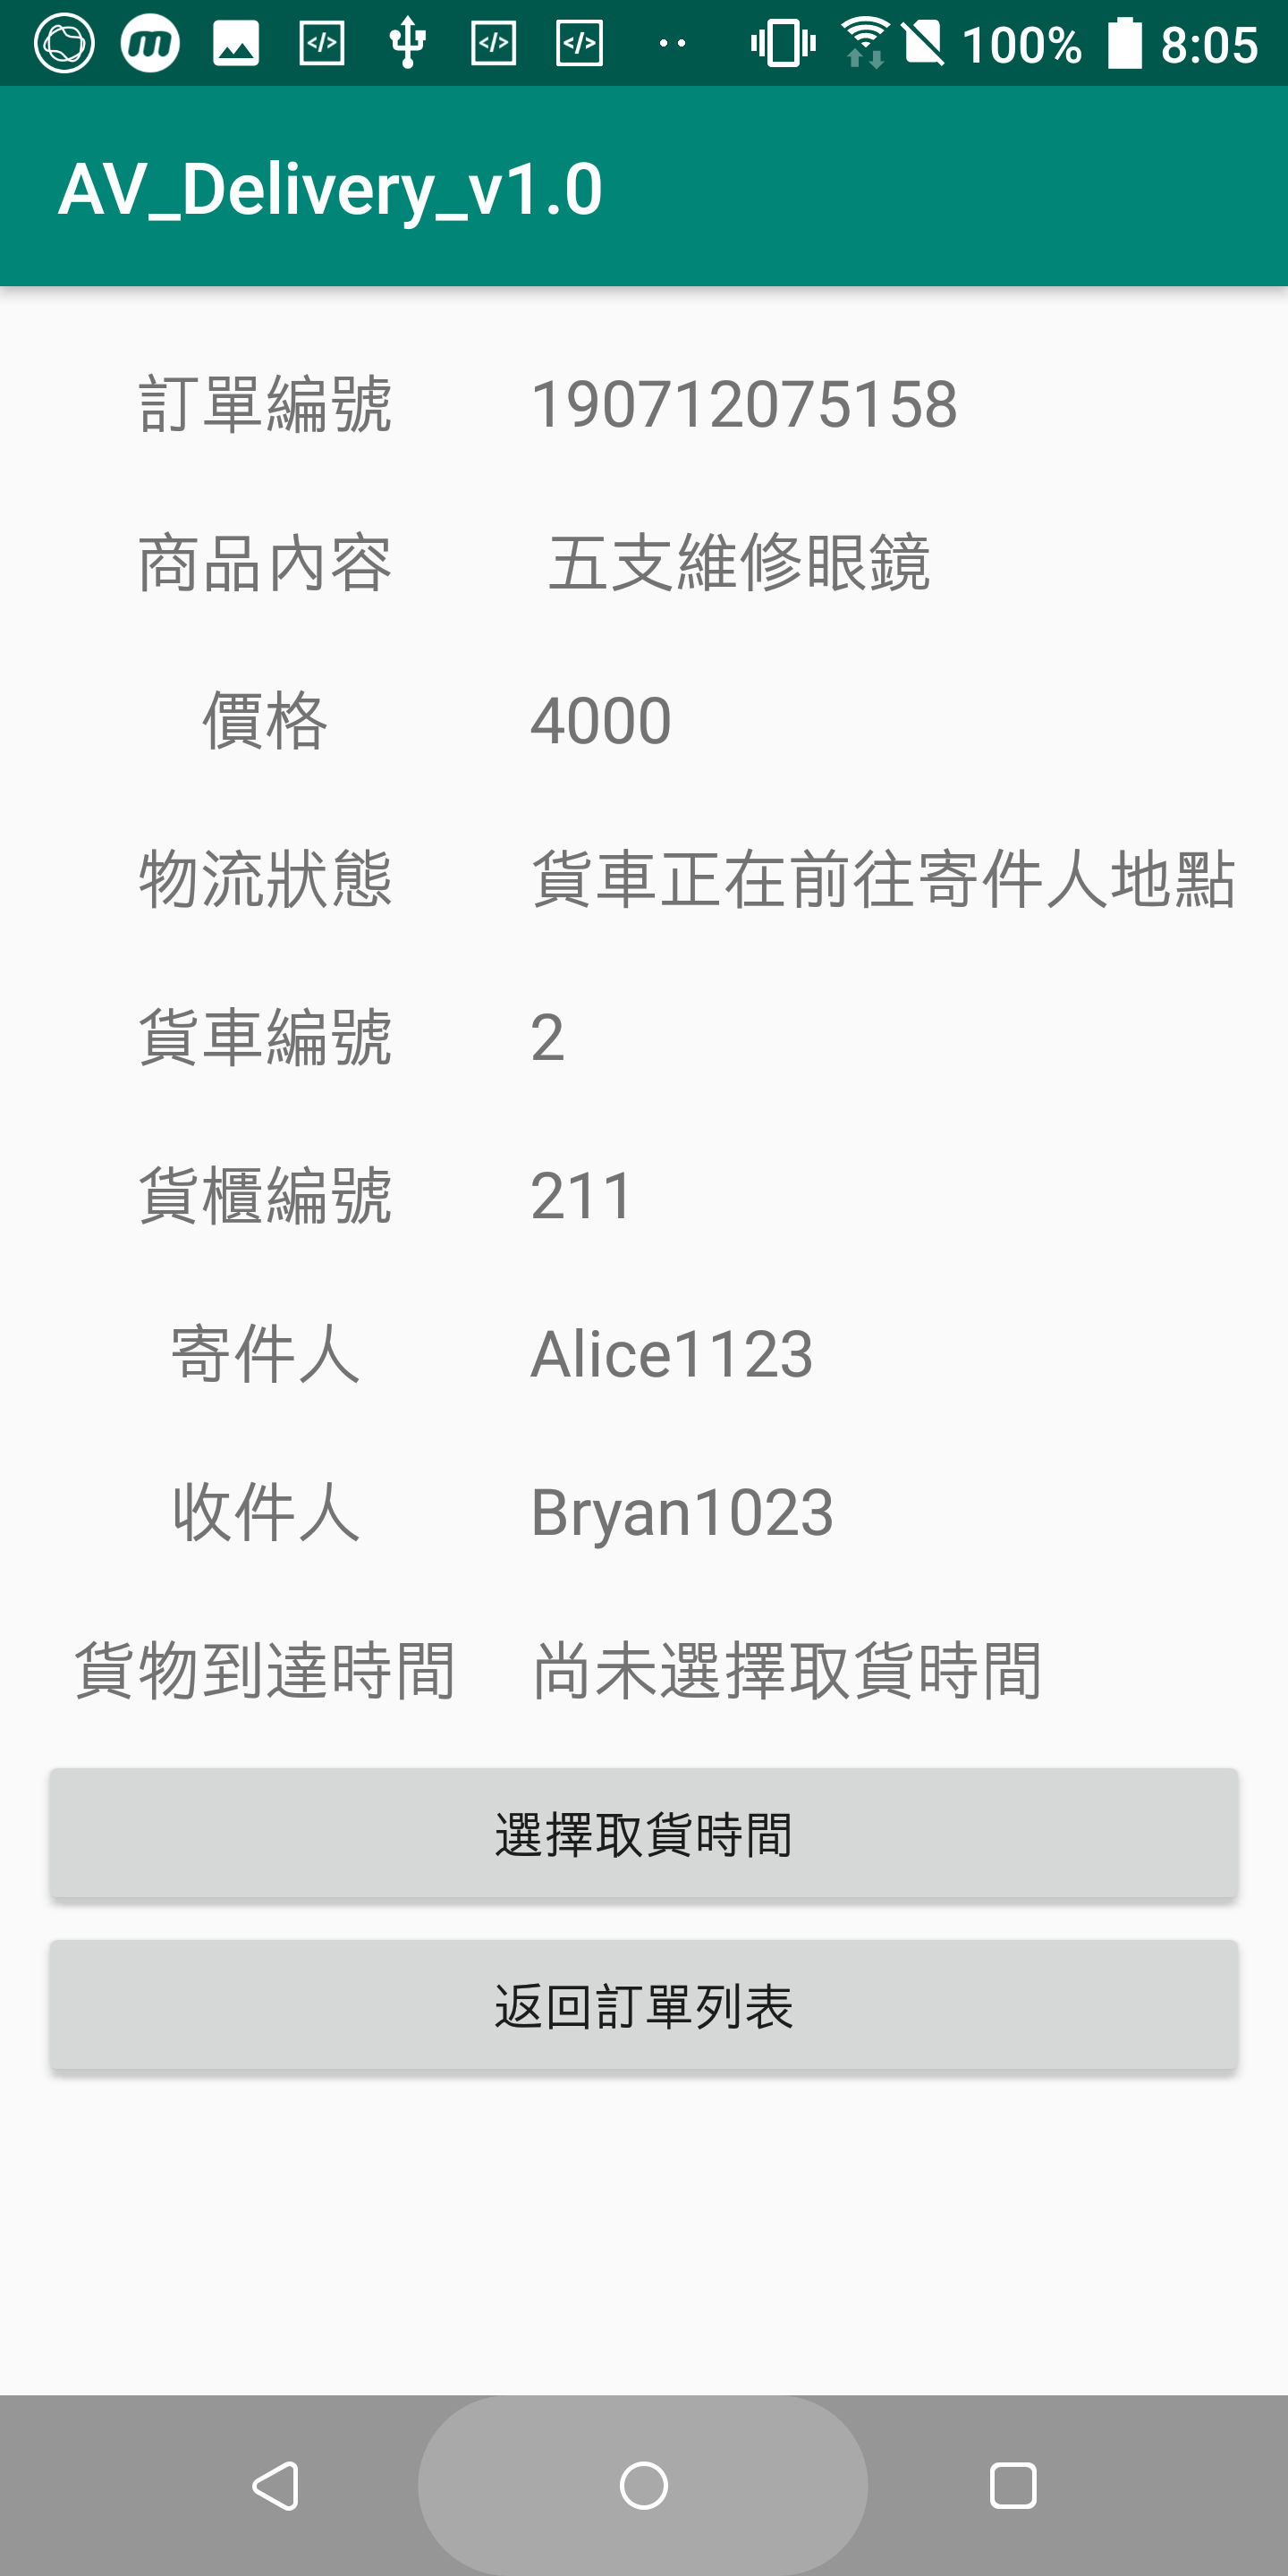 100% 8:05
AV_Delivery_v1.0
訂單編號 190712075158
商品內容 五支維修眼鏡
價格 4000
物流狀態 貨車正在前往寄件人地點
貨車編號 2
貨櫃編號 211
寄件人 Alice1123
收件人 Bryan1023
貨物到達時間 尚未選擇取貨時間
選擇取貨時間
返回訂單列表